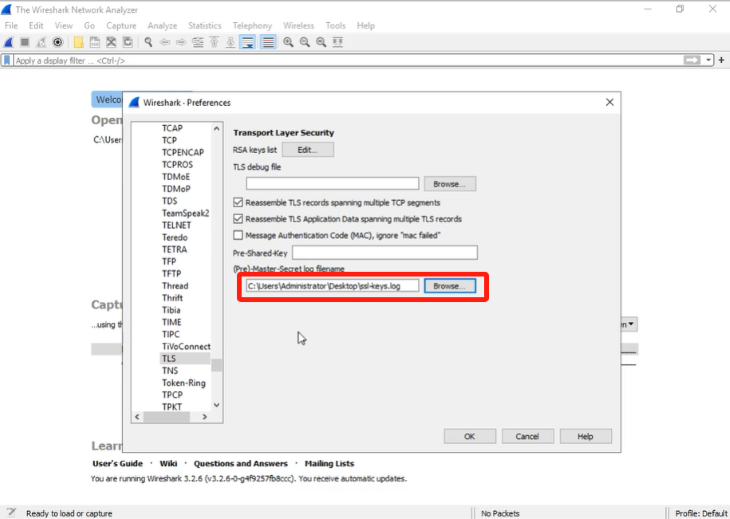 The Wireshark Network Analyzer
File Edit View Go Capture Analyze Statistics Telephony Wireless Tools Help
Apply a display filter ... <Ctrl-/>
+
Welco
Wireshark · Preferences
Open
C:\User
TCAP
TCP
TCPENCAP
TCPROS
TDMoE
TDMoP
TDS
TeamSpeak2
TELNET
Teredo
TETRA
TFP
TFTP
Thread
Thrift
Tibia
TIME
TIPC
TiVoConnect
TLS
TNS
Token-Ring
TPCP
TPKT
Transport Layer Security
RSA keys list Edit...
TLS debug file
Browse...
Reassemble TLS records spanning multiple TCP segments
Reassemble TLS Application Data spanning multiple TLS records
Message Authentication Code (MAC), ignore "mac failed"
Pre-Shared-Key
(Pre)-Master-Secret log filename
C:\Users\Administrator\Desktop\ssl-keys.log Browse...
Captu
...using th
n
OK Cancel Help
Learn
User's Guide · Wiki · Questions and Answers · Mailing Lists
You are running Wireshark 3.2.6 (v3.2.6-0-g4f9257fb8ccc). You receive automatic updates.
Ready to load or capture
No Packets
Profile: Default